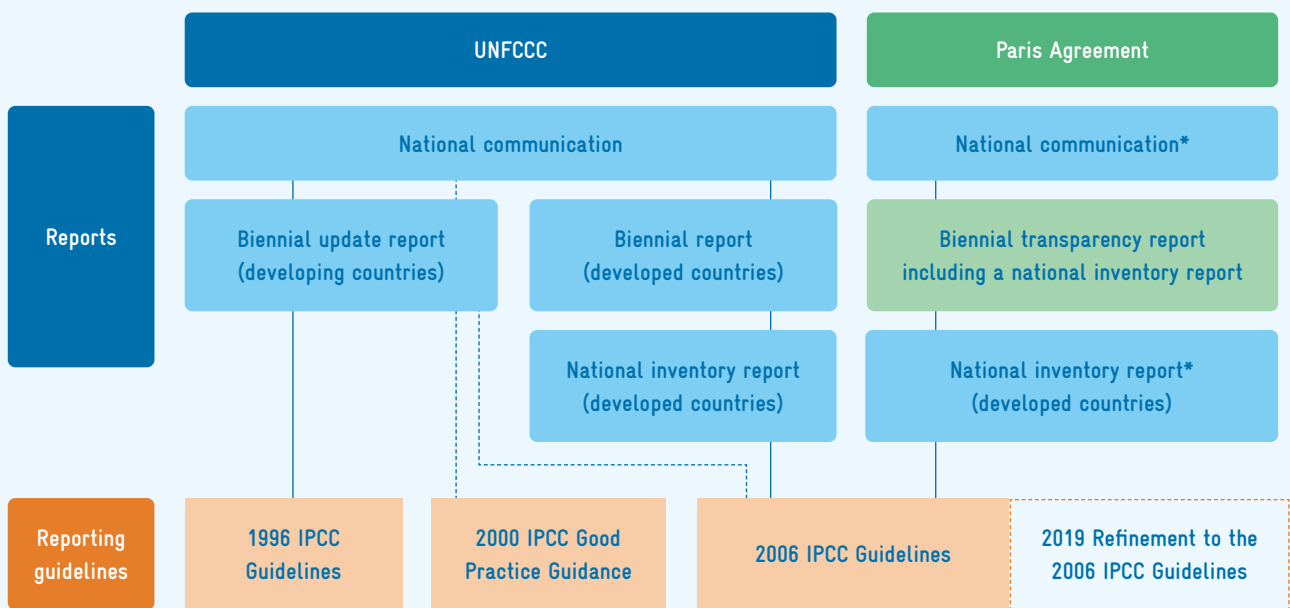 UNFCCC
Paris Agreement
Reports
National communication
National communication*
Biennial update report
(developing countries)
Biennial report
(developed countries)
Biennial transparency report
including a national inventory report
National inventory report
(developed countries)
National inventory report*
(developed countries)
Reporting
guidelines
1996 IPCC
Guidelines
2000 IPCC Good
Practice Guidance
2006 IPCC Guidelines
2019 Refinement to the
2006 IPCC Guidelines